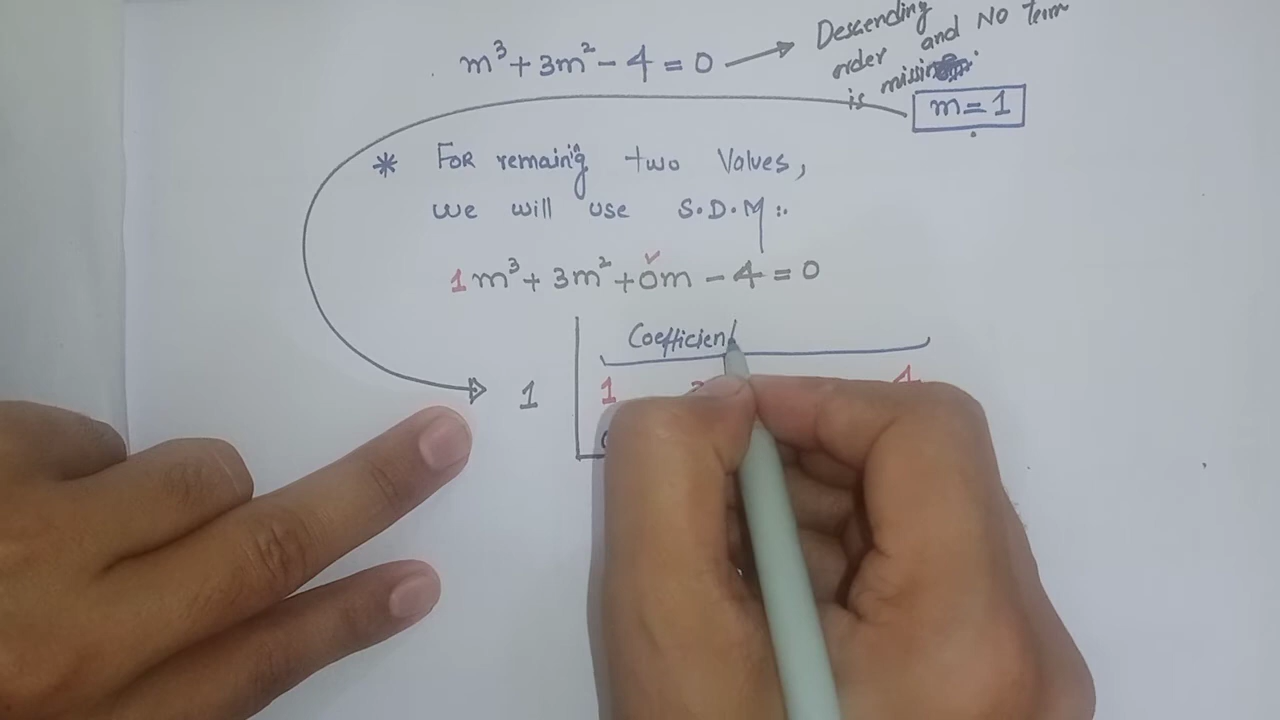 m³ + 3m² - 4 = 0 → Descending
order and No term
is missing.
m = 1
* For remaing two Values,
we will use S.D.M:.
1m³ + 3m² + 0m - 4 = 0
Coefficient
1 1